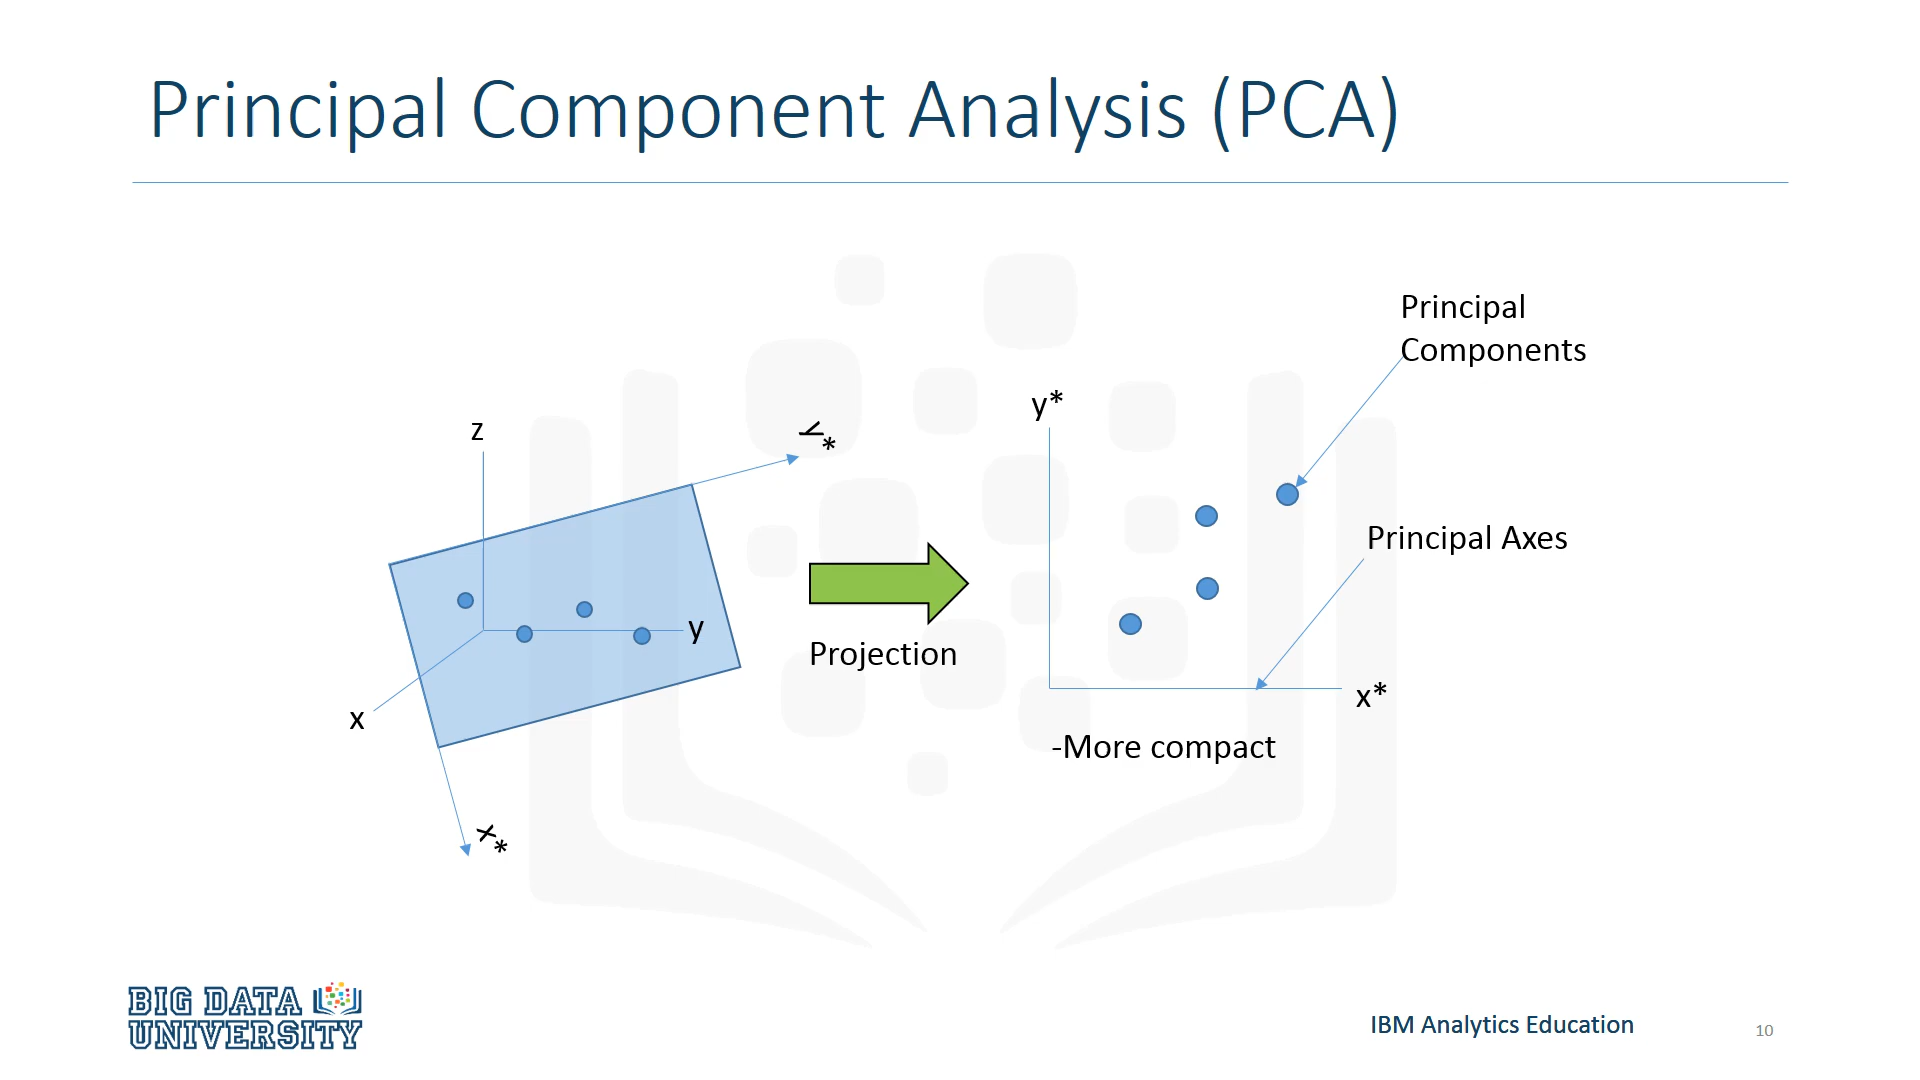 Principal Component Analysis (PCA)
Principal
Components
y*
z
y*
Principal Axes
y
Projection
x
x*
-More compact
x*
BIG DATA
UNIVERSITY
IBM Analytics Education
10